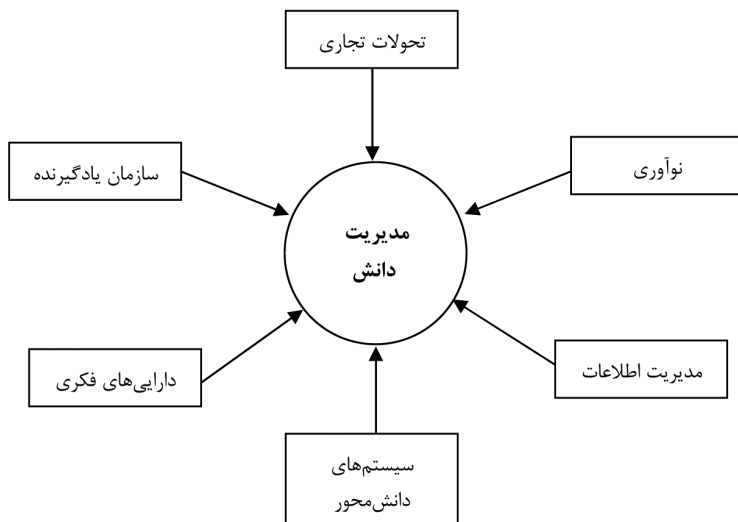 تحولات تجاری
نوآوری
سازمان یادگیرنده
مدیریت
دانش
مدیریت اطلاعات
دارایی‌های فکری
سیستم‌های
دانش‌محور